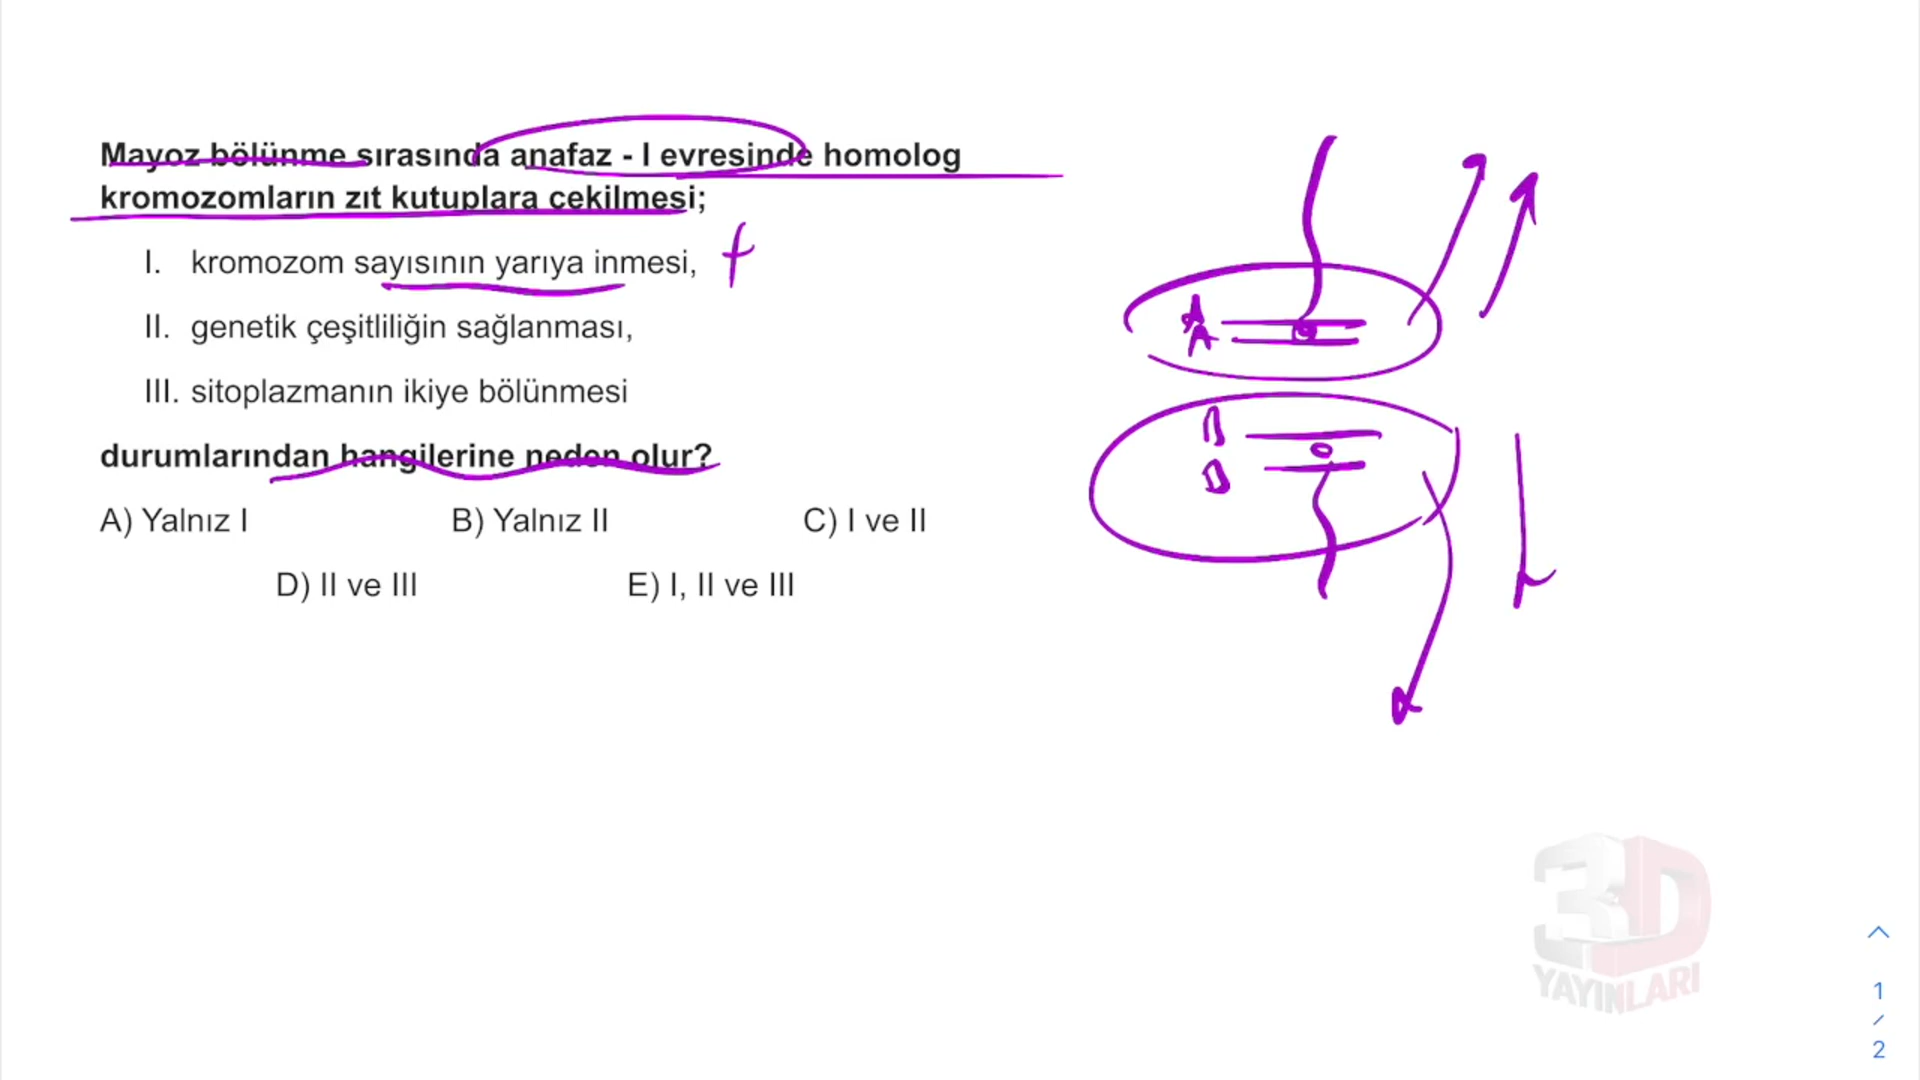 Mayoz bölünme sırasında anafaz - I evresinde homolog
kromozomların zıt kutuplara çekilmesi;
I. kromozom sayısının yarıya inmesi, +
II. genetik çeşitliliğin sağlanması,
III. sitoplazmanın ikiye bölünmesi
durumlarından hangilerine neden olur?
A) Yalnız I B) Yalnız II C) I ve II
D) II ve III E) I, II ve III
A
A
3D
YAYINLARI
1
/
2